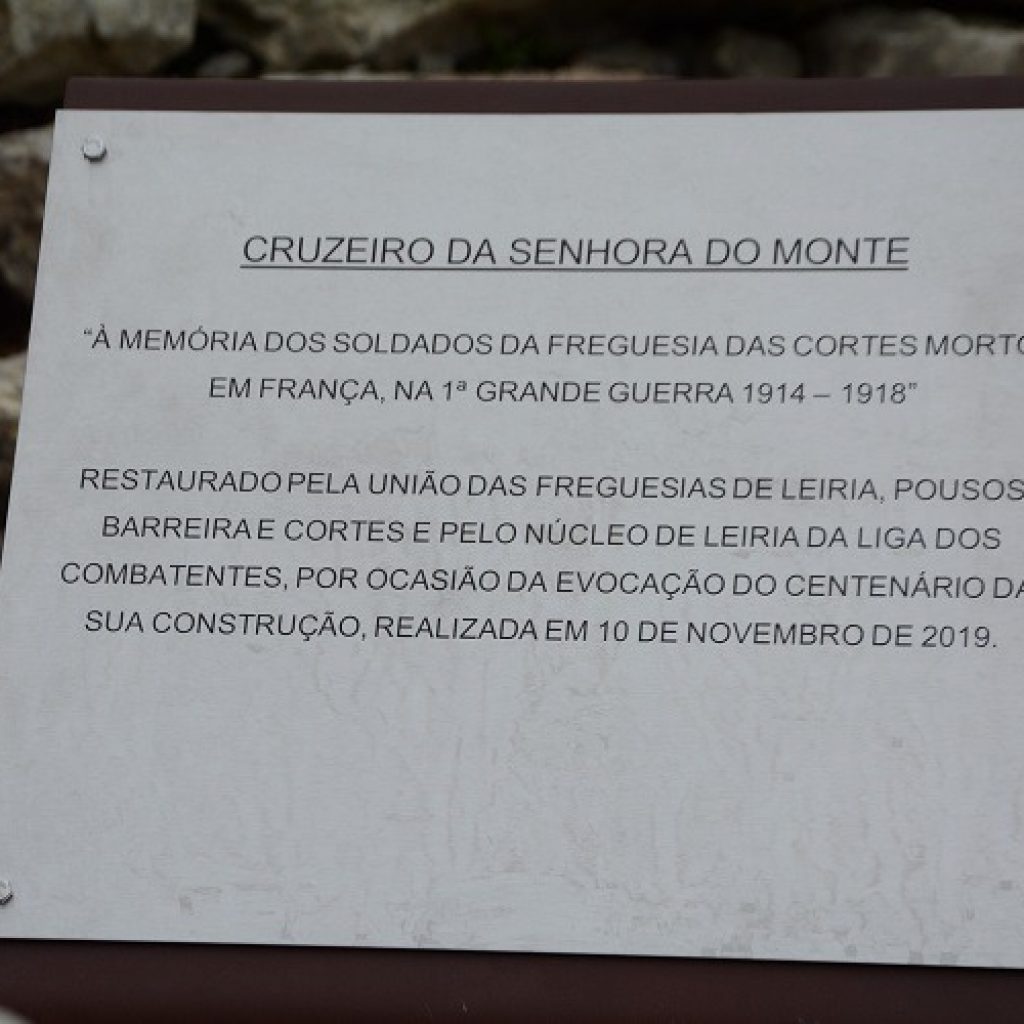 CRUZEIRO DA SENHORA DO MONTE
“À MEMÓRIA DOS SOLDADOS DA FREGUESIA DAS CORTES MORTO
EM FRANÇA, NA 1ª GRANDE GUERRA 1914 – 1918”
RESTAURADO PELA UNIÃO DAS FREGUESIAS DE LEIRIA, POUSOS
BARREIRA E CORTES E PELO NÚCLEO DE LEIRIA DA LIGA DOS
COMBATENTES, POR OCASIÃO DA EVOCAÇÃO DO CENTENÁRIO DA
SUA CONSTRUÇÃO, REALIZADA EM 10 DE NOVEMBRO DE 2019.